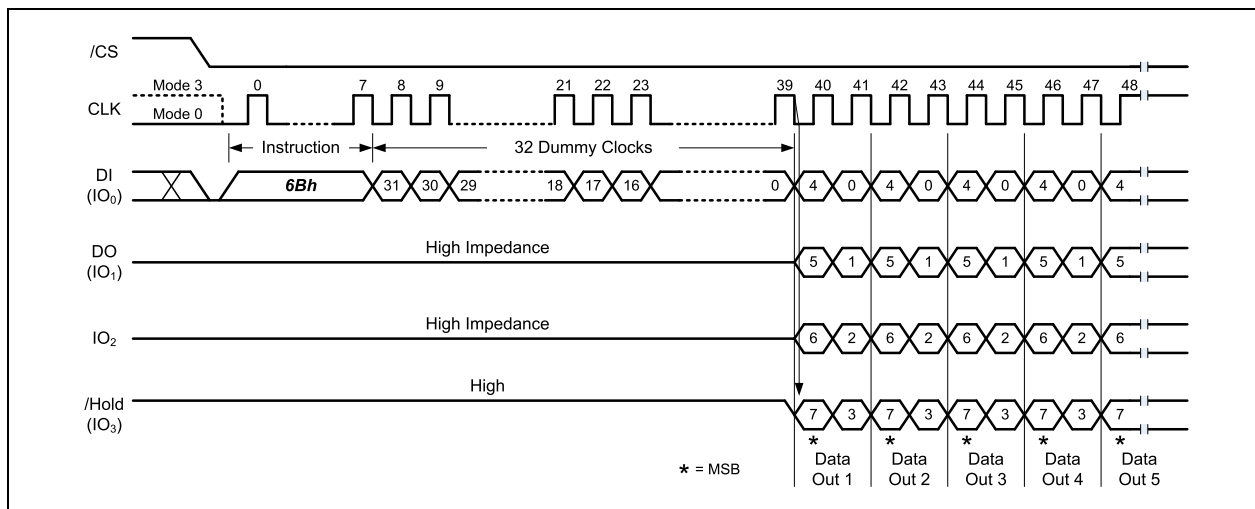 /CS
Mode 3 0 7 8 9 21 22 23 39 40 41 42 43 44 45 46 47 48
CLK
Mode 0
Instruction 32 Dummy Clocks
DI
(IO0)
6Bh 31 30 29 18 17 16 0 4 0 4 0 4 0 4 0 4
High Impedance
DO
(IO1)
5 1 5 1 5 1 5 1 5
High Impedance
IO2 6 2 6 2 6 2 6 2 6
High
/Hold
(IO3)
7 3 7 3 7 3 7 3 7
* * * * *
* = MSB
Data Data Data Data Data
Out 1 Out 2 Out 3 Out 4 Out 5